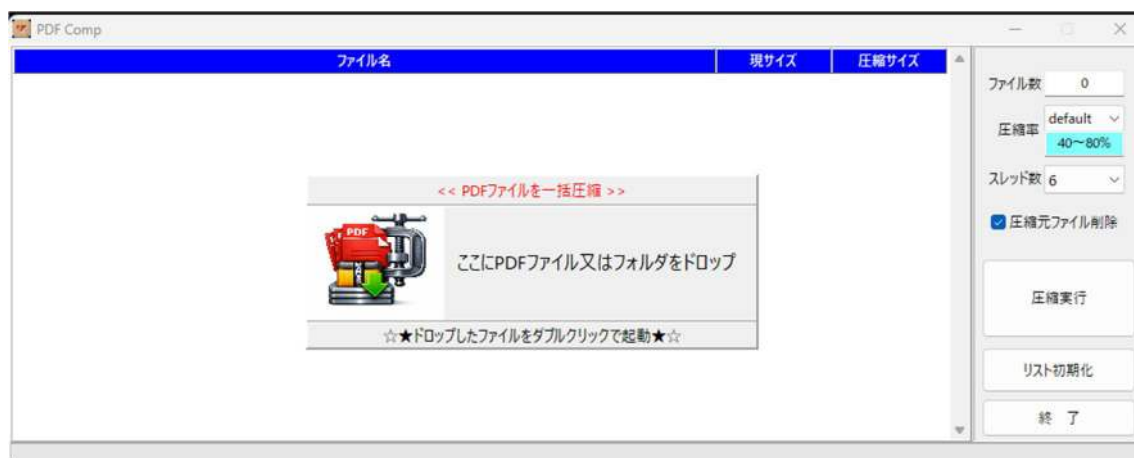 PDF Comp
ファイル名 現サイズ 圧縮サイズ
ファイル数 0
圧縮率 default
40～80%
スレッド数 6
圧縮元ファイル削除
<< PDFファイルを一括圧縮 >>
PDF
ここにPDFファイル又はフォルダをドロップ
☆★ドロップしたファイルをダブルクリックで起動★☆
圧縮実行
リスト初期化
終 了